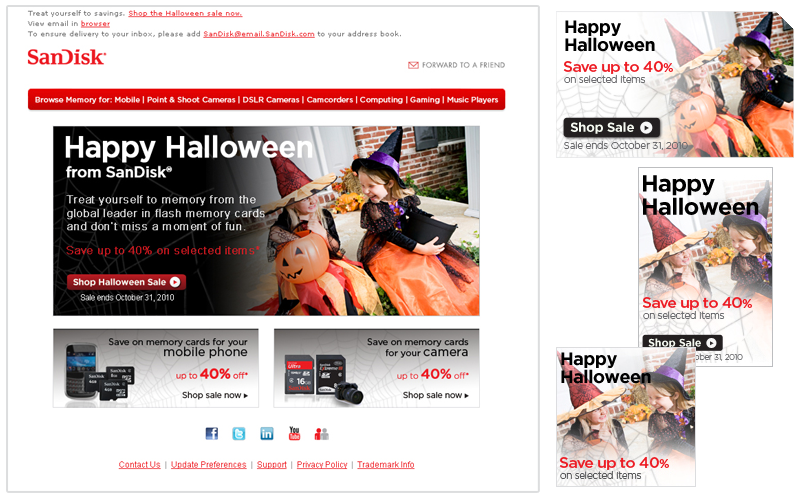 Treat yourself to savings. Shop the Halloween sale now.
View email in browser
To ensure delivery to your inbox, please add SanDisk@email.SanDisk.com to your address book.
SanDisk
FORWARD TO A FRIEND
Browse Memory for: Mobile | Point & Shoot Cameras | DSLR Cameras | Camcorders | Computing | Gaming | Music Players
Happy Halloween
from SanDisk®
Treat yourself to memory from the
global leader in flash memory cards
and don't miss a moment of fun.
Save up to 40% on selected items*
Shop Halloween Sale
Sale ends October 31, 2010
Save on memory cards for your
mobile phone
up to 40% off*
Shop sale now
Save on memory cards
for your camera
up to 40% off*
Shop sale now
You
Tube
Contact Us | Update Preferences | Support | Privacy Policy | Trademark Info
Happy
Halloween
Save up to 40%
on selected items
Shop Sale
Sale ends October 31, 2010
Happy
Halloween
Save up to 40%
on selected items
Shop Sale
ber 31, 2010
Happy
Halloween
Save up to 40%
on selected items